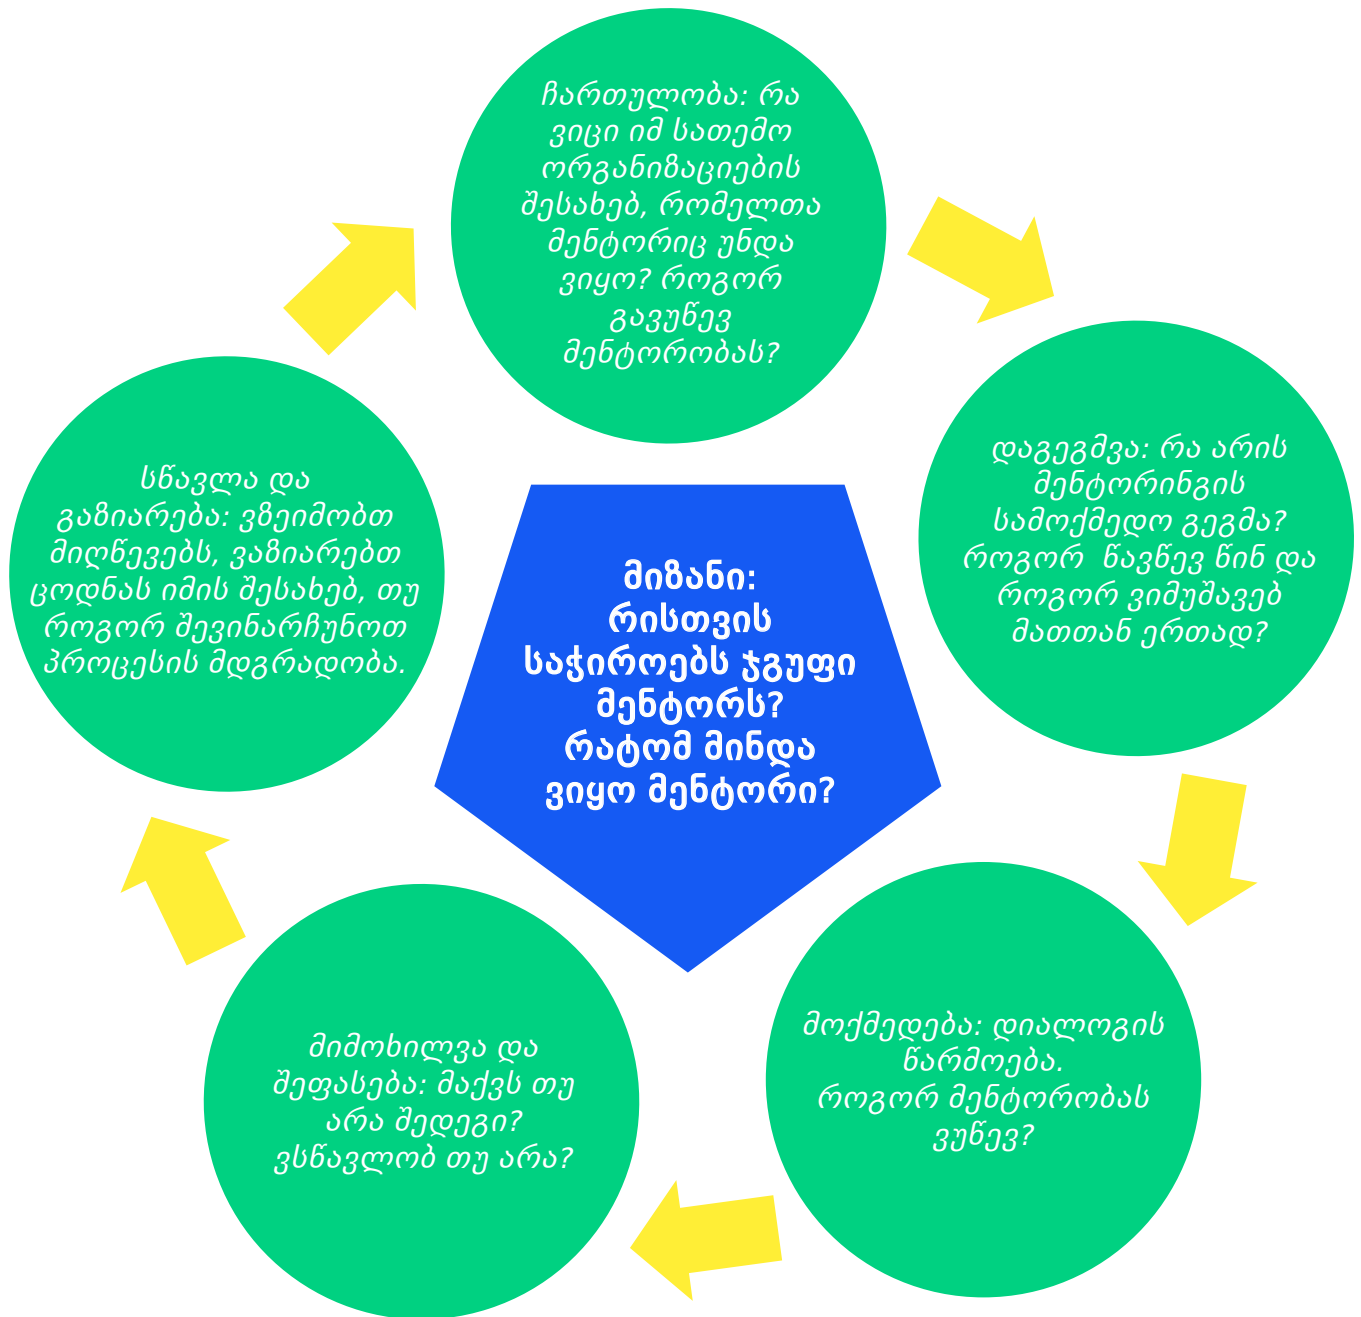 ჩართულობა: რა
ვიცი იმ სათემო
ორგანიზაციების
შესახებ, რომელთა
მენტორიც უნდა
ვიყო? როგორ
გავუწევ
მენტორობას?
დაგეგმვა: რა არის
მენტორინგის
სამოქმედო გეგმა?
როგორ წავწევ წინ და
როგორ ვიმუშავებ
მათთან ერთად?
მოქმედება: დიალოგის
წარმოება.
როგორ მენტორობას
ვუწევ?
მიმოხილვა და
შეფასება: მაქვს თუ
არა შედეგი?
ვსწავლობ თუ არა?
სწავლა და
გაზიარება: ვზეიმობთ
მიღწევებს, ვაზიარებთ
ცოდნას იმის შესახებ, თუ
როგორ შევინარჩუნოთ
პროცესის მდგრადობა.
მიზანი:
რისთვის
საჭიროებს ჯგუფი
მენტორს?
რატომ მინდა
ვიყო მენტორი?